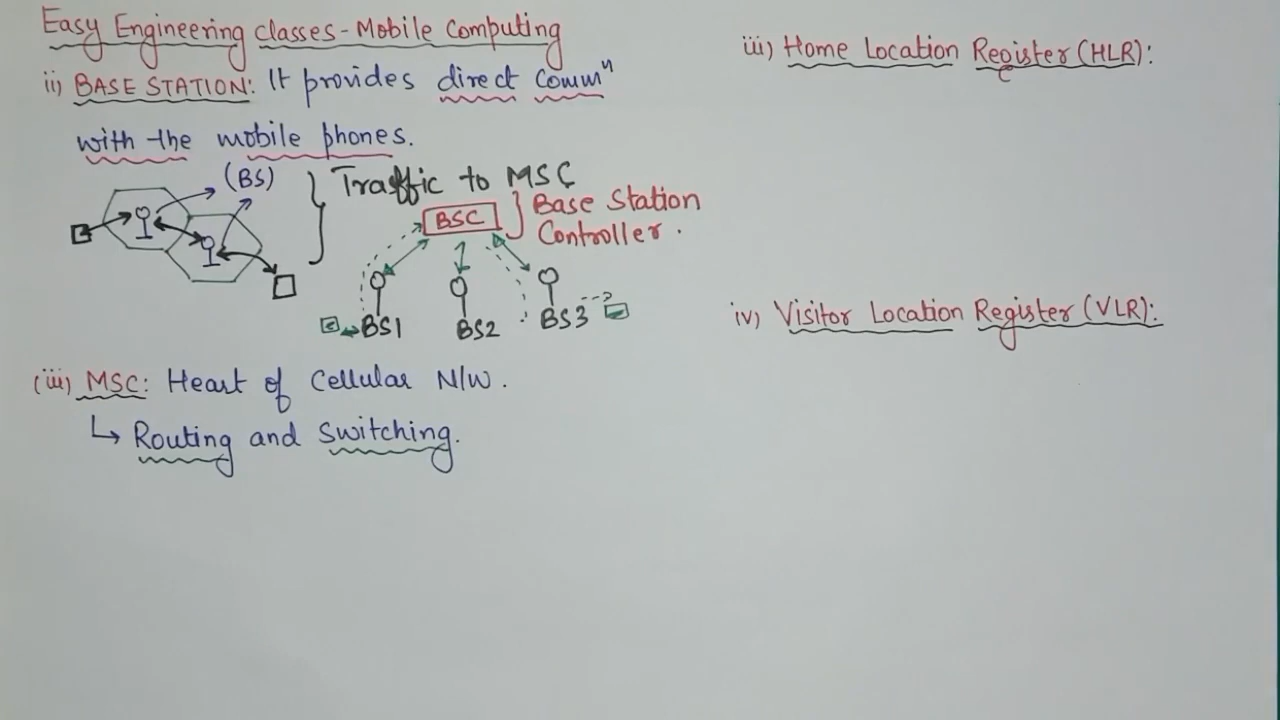 Easy Engineering classes - Mobile Computing
ii) BASE STATION: It provides direct Commⁿ
with the mobile phones.
(BS)
Traffic to MSC
BSC
Base Station
Controller.
BS1
BS2
BS3
(iii) MSC: Heart of Cellular N/W.
↳ Routing and Switching.
iii) Home Location Register (HLR):
iv) Visitor Location Register (VLR):